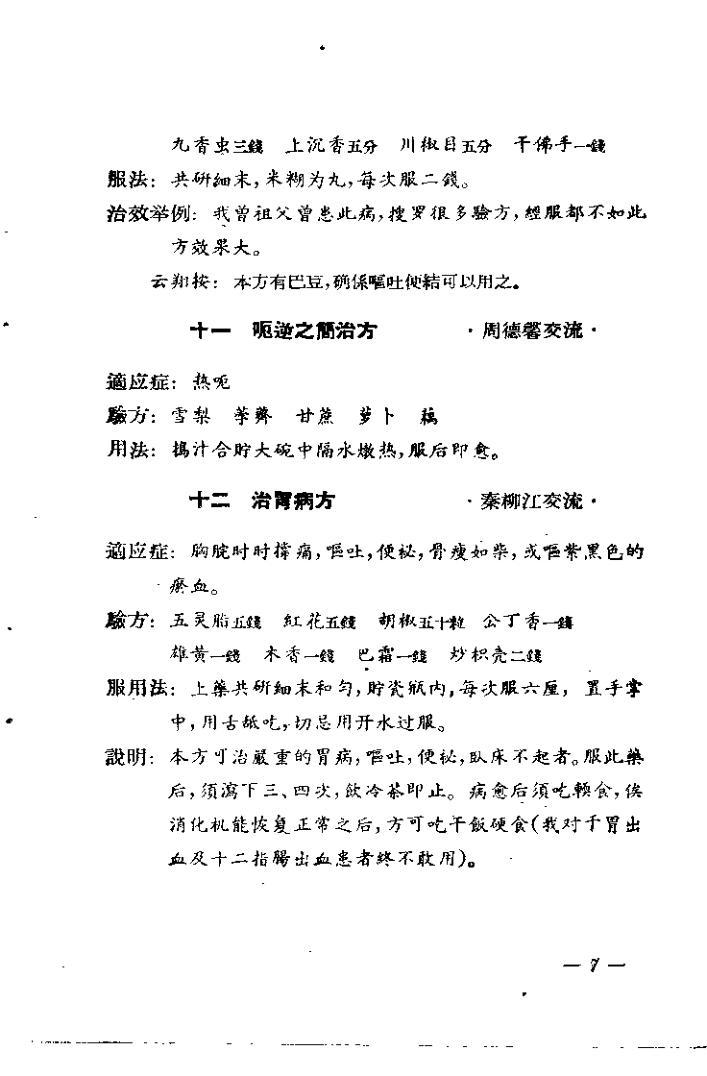 九香虫三錢 上沉香五分 川椒目五分 干佛手一錢
服法：共研細末，米糊为丸，每次服二錢。
治效举例：我曾祖父曾患此病，搜罗很多驗方，經服都不如此
方效果大。
云翔按：本方有巴豆，确係嘔吐便結可以用之。
十一 呃逆之簡治方 ·周德馨交流·
適应症：热呃
驗方：雪梨 荸薺 甘蔗 萝卜 藕
用法：搗汁合貯大碗中隔水燉热，服后即愈。
十二 治胃病方 ·秦柳江交流·
適应症：胸脘时时撑痛，嘔吐，便祕，骨瘦如柴，或嘔紫黑色的
瘀血。
驗方：五灵脂五錢 紅花五錢 胡椒五十粒 公丁香一錢
雄黄一錢 木香一錢 巴霜一錢 炒枳壳二錢
服用法：上藥共研細末和匀，貯瓷瓶内，每次服六厘，置手掌
中，用舌舐吃，切忌用开水过服。
説明：本方可治嚴重的胃病，嘔吐，便祕，臥床不起者。服此藥
后，須瀉下三、四次，飲冷茶即止。病愈后須吃輭食，俟
消化机能恢复正常之后，方可吃干飯硬食(我对于胃出
血及十二指腸出血患者終不敢用)。
— 7 —